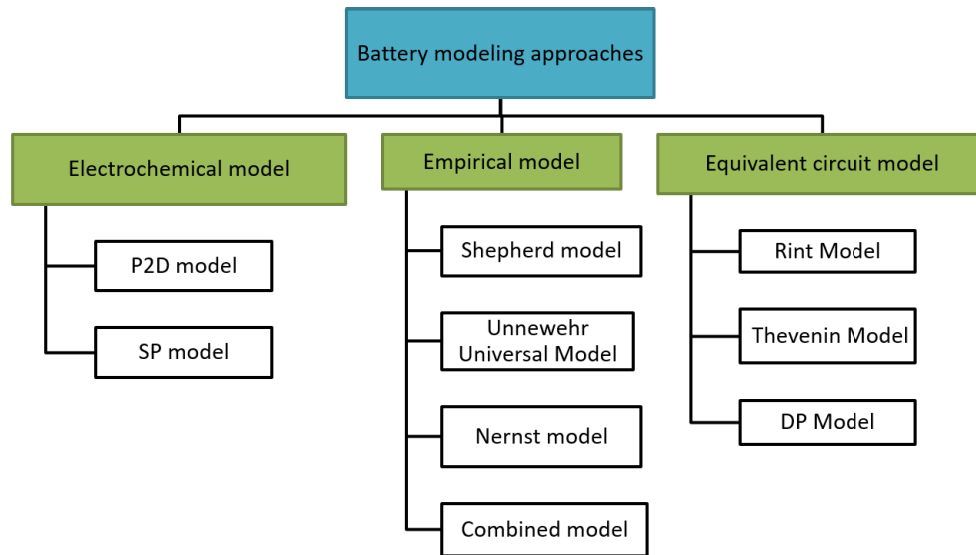 Battery modeling approaches
Electrochemical model
P2D model
SP model
Empirical model
Shepherd model
Unnewehr
Universal Model
Nernst model
Combined model
Equivalent circuit model
Rint Model
Thevenin Model
DP Model